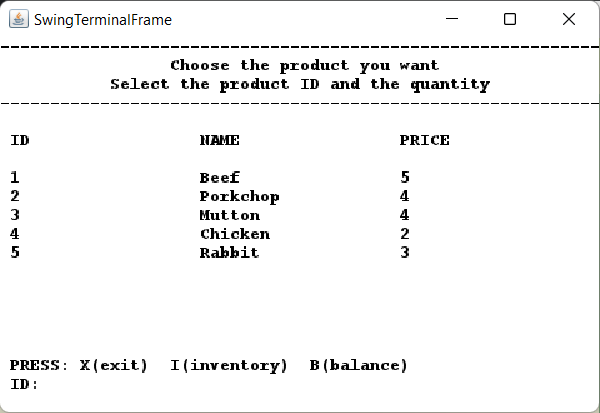 SwingTerminalFrame
------------------------------------------------------------
Choose the product you want
Select the product ID and the quantity
------------------------------------------------------------
ID NAME PRICE
1 Beef 5
2 Porkchop 4
3 Mutton 4
4 Chicken 2
5 Rabbit 3
PRESS: X(exit) I(inventory) B(balance)
ID: